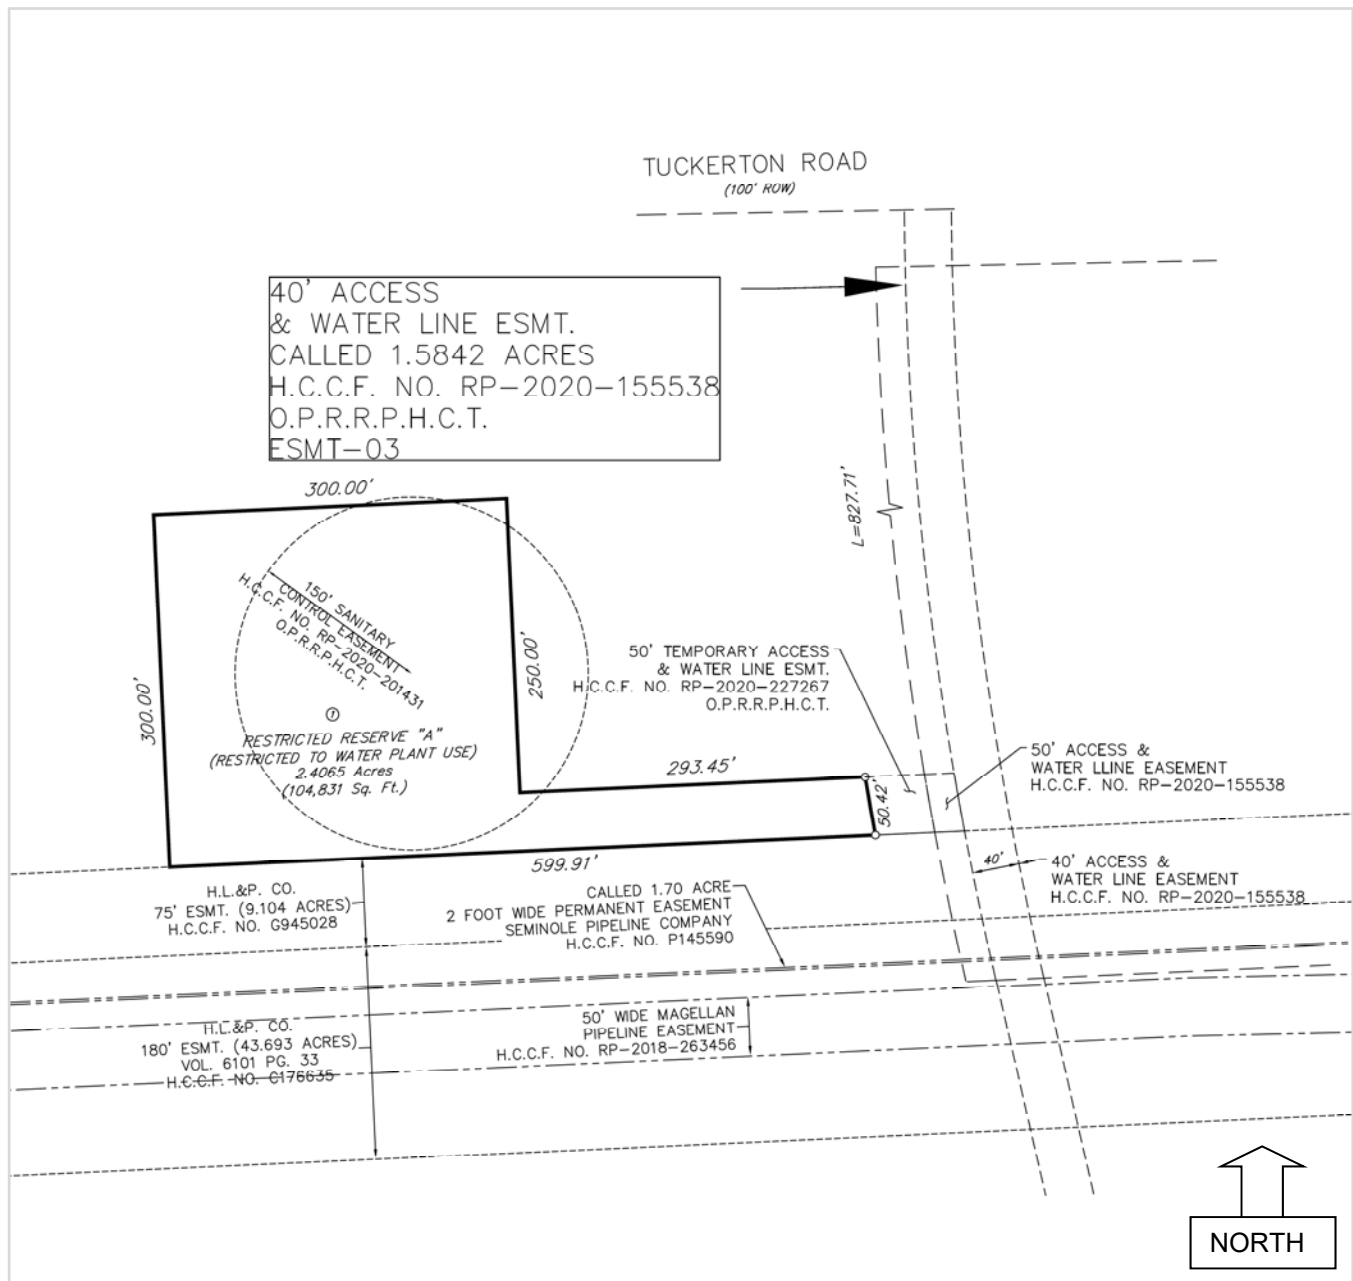 TUCKERTON ROAD
(100' ROW)
40' ACCESS
& WATER LINE ESMT.
CALLED 1.5842 ACRES
H.C.C.F. NO. RP-2020-155538
O.P.R.R.P.H.C.T.
ESMT-03
300.00'
L=827.71'
150' SANITARY
CONTROL EASEMENT
H.C.C.F. NO. RP-2020-201431
O.P.R.R.P.H.C.T.
300.00'
250.00'
50' TEMPORARY ACCESS
& WATER LINE ESMT.
H.C.C.F. NO. RP-2020-227267
O.P.R.R.P.H.C.T.
1
RESTRICTED RESERVE "A"
(RESTRICTED TO WATER PLANT USE)
2.4065 Acres
(104,831 Sq. Ft.)
293.45'
50.42'
50' ACCESS &
WATER LLINE EASEMENT
H.C.C.F. NO. RP-2020-155538
599.91'
40'
40' ACCESS &
WATER LINE EASEMENT
H.C.C.F. NO. RP-2020-155538
H.L.&P. CO.
75' ESMT. (9.104 ACRES)
H.C.C.F. NO. G945028
CALLED 1.70 ACRE
2 FOOT WIDE PERMANENT EASEMENT
SEMINOLE PIPELINE COMPANY
H.C.C.F. NO. P145590
H.L.&P. CO.
180' ESMT. (43.693 ACRES)
VOL. 6101 PG. 33
H.C.C.F. NO. C176635
50' WIDE MAGELLAN
PIPELINE EASEMENT
H.C.C.F. NO. RP-2018-263456
NORTH